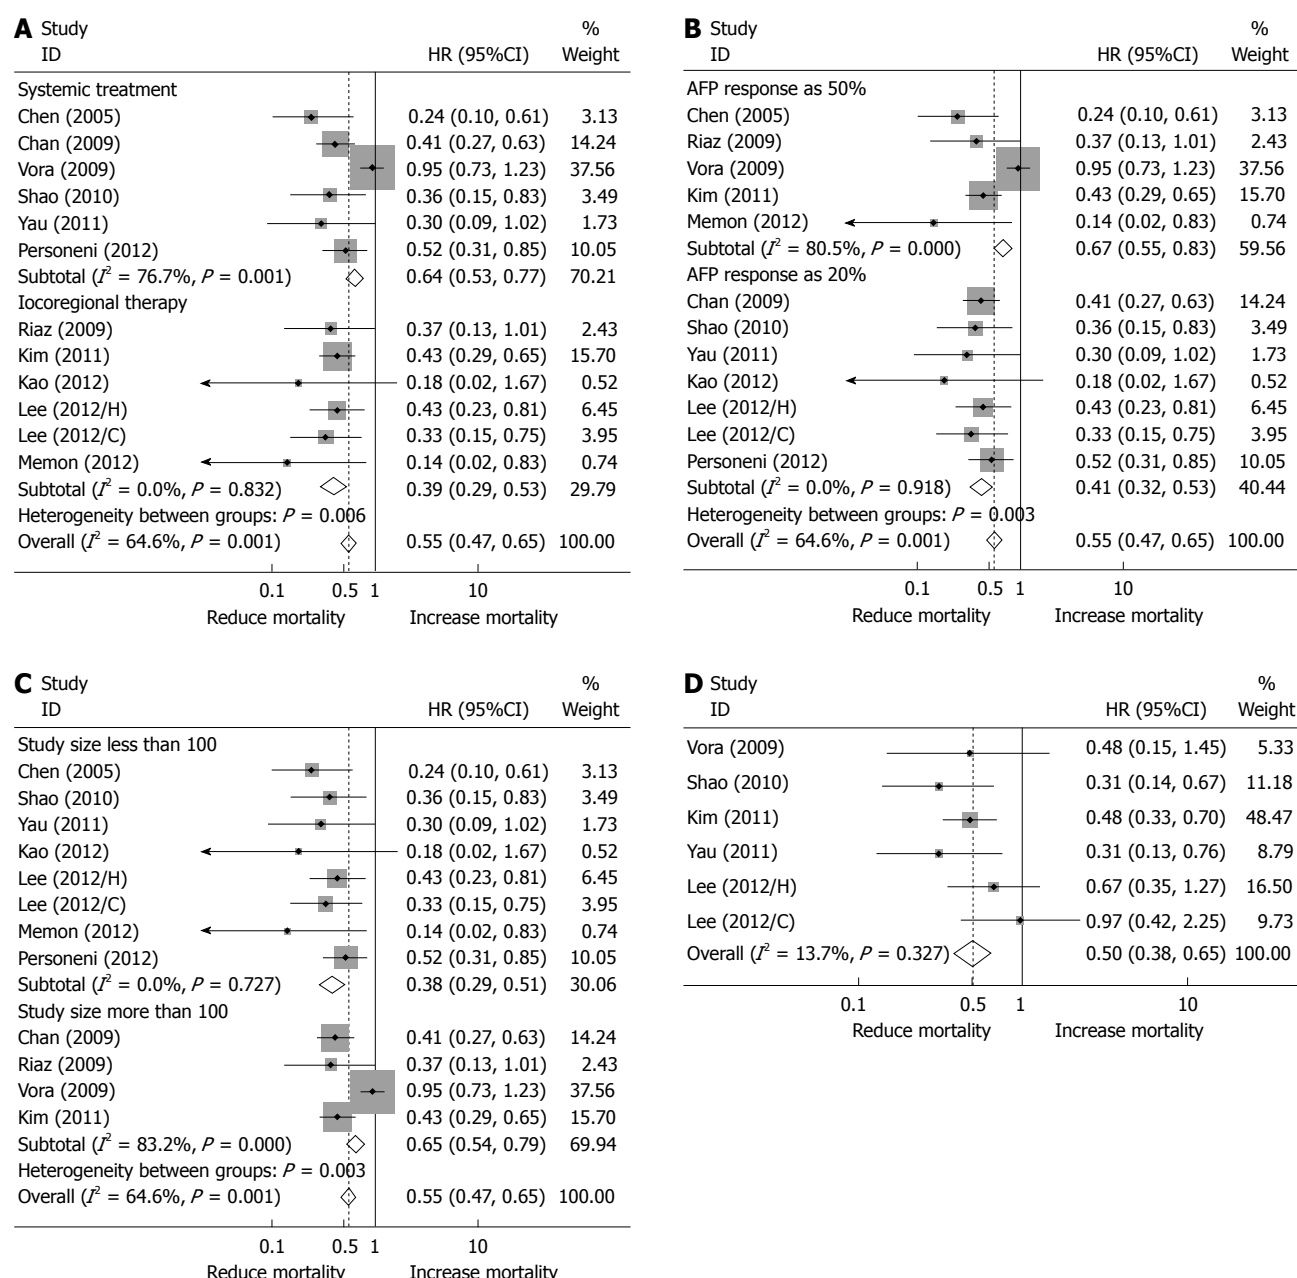 A Study %
ID HR (95%CI) Weight
Systemic treatment
Chen (2005) 0.24 (0.10, 0.61) 3.13
Chan (2009) 0.41 (0.27, 0.63) 14.24
Vora (2009) 0.95 (0.73, 1.23) 37.56
Shao (2010) 0.36 (0.15, 0.83) 3.49
Yau (2011) 0.30 (0.09, 1.02) 1.73
Personeni (2012) 0.52 (0.31, 0.85) 10.05
Subtotal (I² = 76.7%, P = 0.001) 0.64 (0.53, 0.77) 70.21
Iocoregional therapy
Riaz (2009) 0.37 (0.13, 1.01) 2.43
Kim (2011) 0.43 (0.29, 0.65) 15.70
Kao (2012) 0.18 (0.02, 1.67) 0.52
Lee (2012/H) 0.43 (0.23, 0.81) 6.45
Lee (2012/C) 0.33 (0.15, 0.75) 3.95
Memon (2012) 0.14 (0.02, 0.83) 0.74
Subtotal (I² = 0.0%, P = 0.832) 0.39 (0.29, 0.53) 29.79
Heterogeneity between groups: P = 0.006
Overall (I² = 64.6%, P = 0.001) 0.55 (0.47, 0.65) 100.00
0.1 0.5 1 10
Reduce mortality Increase mortality
B Study %
ID HR (95%CI) Weight
AFP response as 50%
Chen (2005) 0.24 (0.10, 0.61) 3.13
Riaz (2009) 0.37 (0.13, 1.01) 2.43
Vora (2009) 0.95 (0.73, 1.23) 37.56
Kim (2011) 0.43 (0.29, 0.65) 15.70
Memon (2012) 0.14 (0.02, 0.83) 0.74
Subtotal (I² = 80.5%, P = 0.000) 0.67 (0.55, 0.83) 59.56
AFP response as 20%
Chan (2009) 0.41 (0.27, 0.63) 14.24
Shao (2010) 0.36 (0.15, 0.83) 3.49
Yau (2011) 0.30 (0.09, 1.02) 1.73
Kao (2012) 0.18 (0.02, 1.67) 0.52
Lee (2012/H) 0.43 (0.23, 0.81) 6.45
Lee (2012/C) 0.33 (0.15, 0.75) 3.95
Personeni (2012) 0.52 (0.31, 0.85) 10.05
Subtotal (I² = 0.0%, P = 0.918) 0.41 (0.32, 0.53) 40.44
Heterogeneity between groups: P = 0.003
Overall (I² = 64.6%, P = 0.001) 0.55 (0.47, 0.65) 100.00
0.1 0.5 1 10
Reduce mortality Increase mortality
C Study %
ID HR (95%CI) Weight
Study size less than 100
Chen (2005) 0.24 (0.10, 0.61) 3.13
Shao (2010) 0.36 (0.15, 0.83) 3.49
Yau (2011) 0.30 (0.09, 1.02) 1.73
Kao (2012) 0.18 (0.02, 1.67) 0.52
Lee (2012/H) 0.43 (0.23, 0.81) 6.45
Lee (2012/C) 0.33 (0.15, 0.75) 3.95
Memon (2012) 0.14 (0.02, 0.83) 0.74
Personeni (2012) 0.52 (0.31, 0.85) 10.05
Subtotal (I² = 0.0%, P = 0.727) 0.38 (0.29, 0.51) 30.06
Study size more than 100
Chan (2009) 0.41 (0.27, 0.63) 14.24
Riaz (2009) 0.37 (0.13, 1.01) 2.43
Vora (2009) 0.95 (0.73, 1.23) 37.56
Kim (2011) 0.43 (0.29, 0.65) 15.70
Subtotal (I² = 83.2%, P = 0.000) 0.65 (0.54, 0.79) 69.94
Heterogeneity between groups: P = 0.003
Overall (I² = 64.6%, P = 0.001) 0.55 (0.47, 0.65) 100.00
0.1 0.5 1 10
Reduce mortality Increase mortality
D Study %
ID HR (95%CI) Weight
Vora (2009) 0.48 (0.15, 1.45) 5.33
Shao (2010) 0.31 (0.14, 0.67) 11.18
Kim (2011) 0.48 (0.33, 0.70) 48.47
Yau (2011) 0.31 (0.13, 0.76) 8.79
Lee (2012/H) 0.67 (0.35, 1.27) 16.50
Lee (2012/C) 0.97 (0.42, 2.25) 9.73
Overall (I² = 13.7%, P = 0.327) 0.50 (0.38, 0.65) 100.00
0.1 0.5 1 10
Reduce mortality Increase mortality